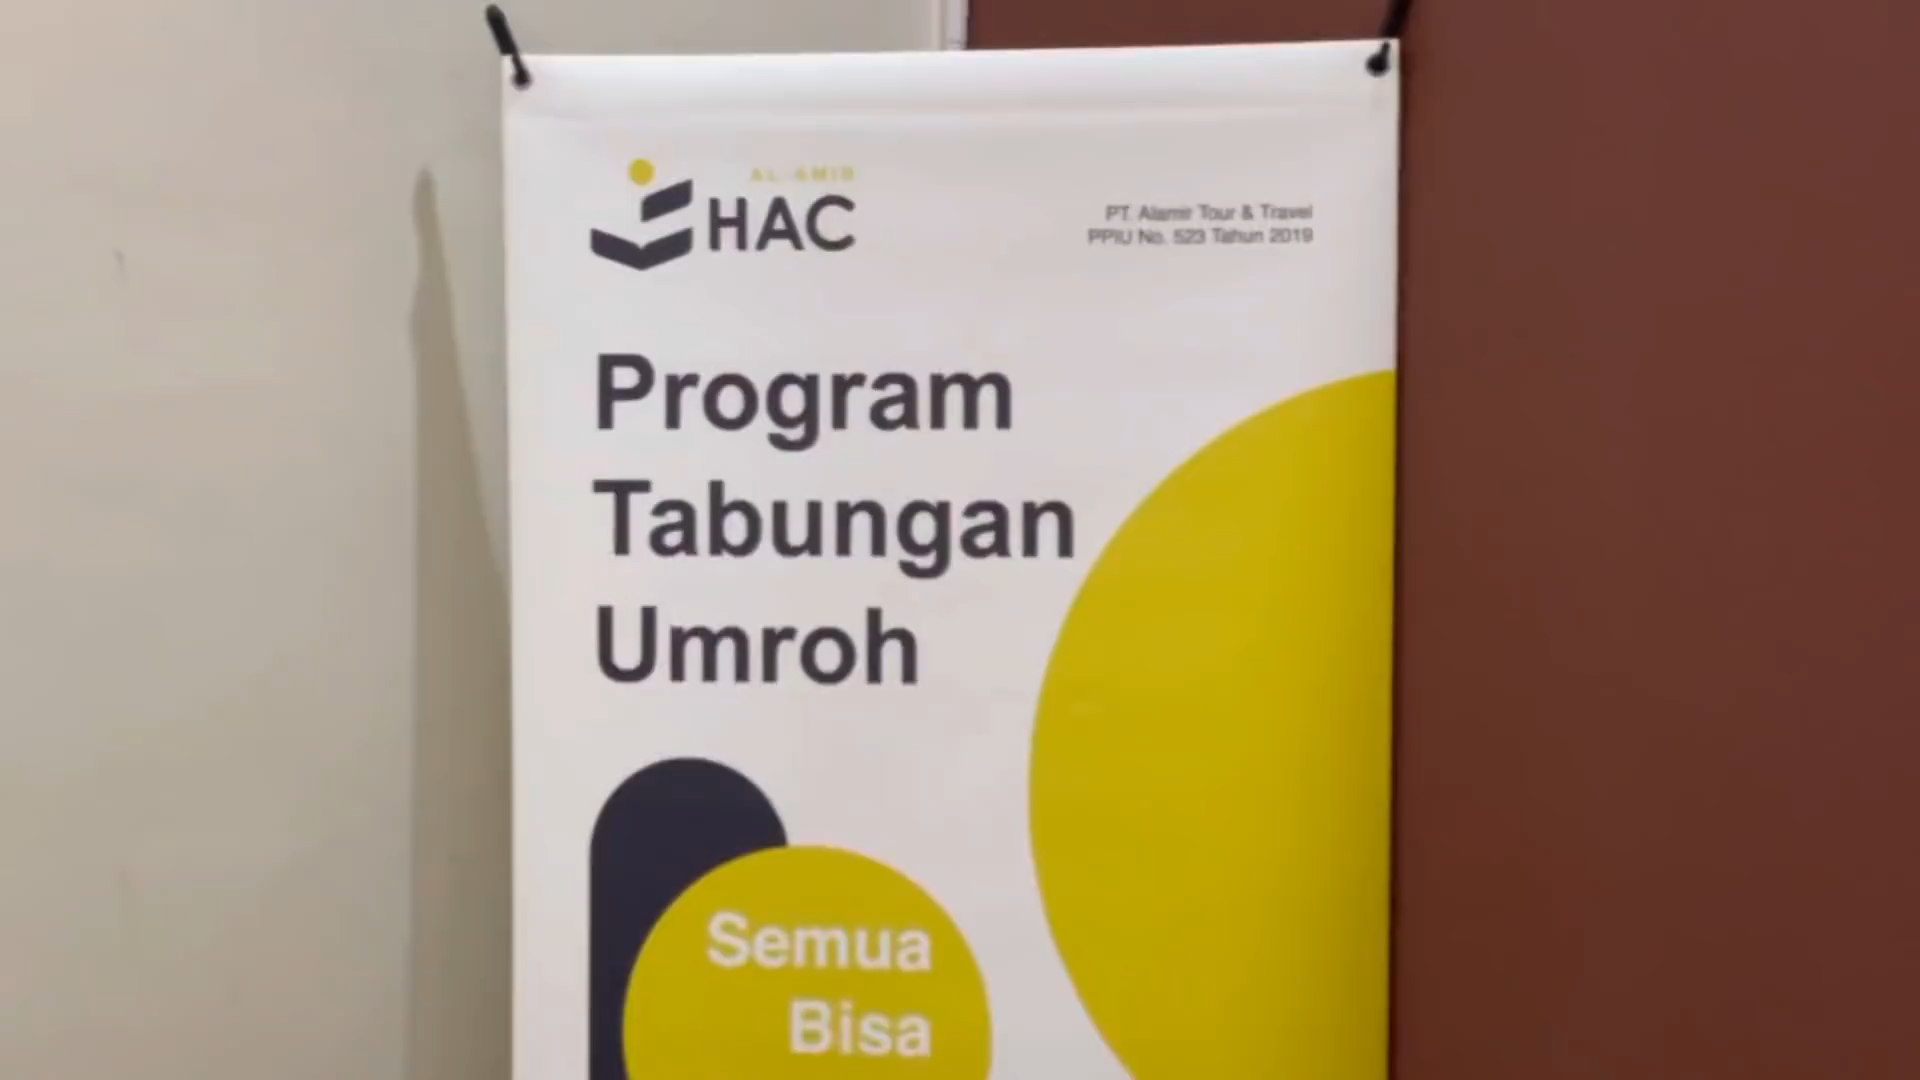 AL-AMIR
HAC
PT. Alamir Tour & Travel
PPIU No. 523 Tahun 2019
Program
Tabungan
Umroh
Semua
Bisa